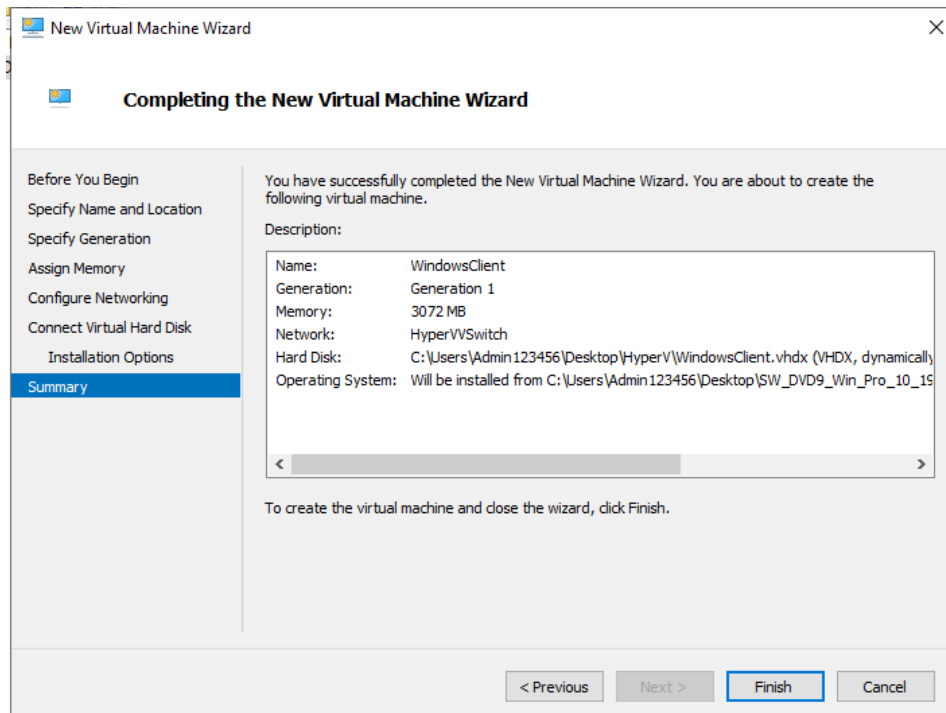 New Virtual Machine Wizard
Completing the New Virtual Machine Wizard
Before You Begin
Specify Name and Location
Specify Generation
Assign Memory
Configure Networking
Connect Virtual Hard Disk
Installation Options
Summary
You have successfully completed the New Virtual Machine Wizard. You are about to create the
following virtual machine.
Description:
Name: WindowsClient
Generation: Generation 1
Memory: 3072 MB
Network: HyperVVSwitch
Hard Disk: C:\Users\Admin123456\Desktop\HyperV\WindowsClient.vhdx (VHDX, dynamically
Operating System: Will be installed from C:\Users\Admin123456\Desktop\SW_DVD9_Win_Pro_10_19
To create the virtual machine and close the wizard, click Finish.
< Previous
Next >
Finish
Cancel